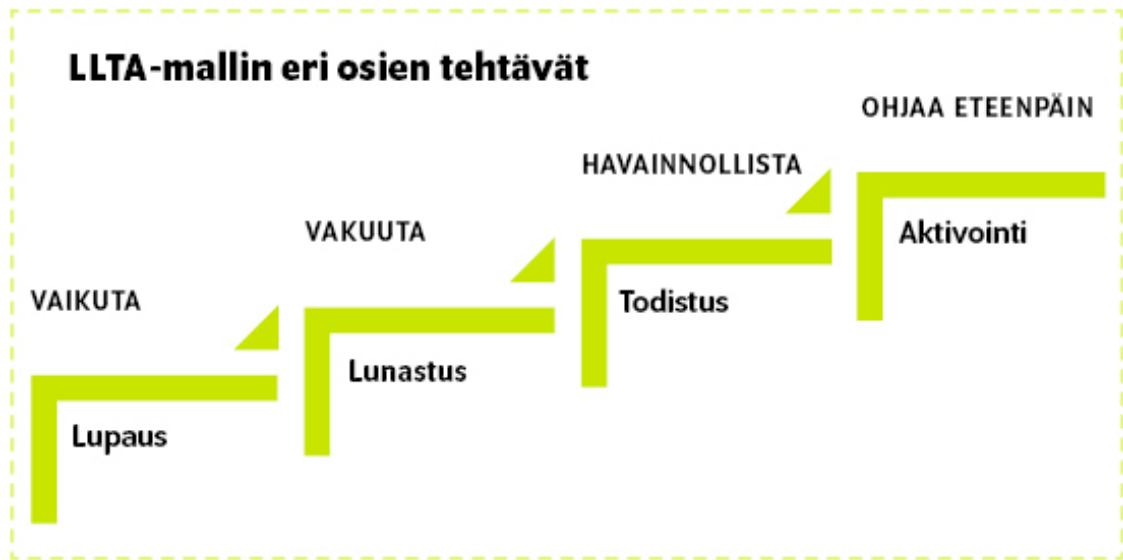 LLTA-mallin eri osien tehtävät
VAIKUTA
Lupaus
VAKUUTA
Lunastus
HAVAINNOLLISTA
Todistus
OHJAA ETEENPÄIN
Aktivointi